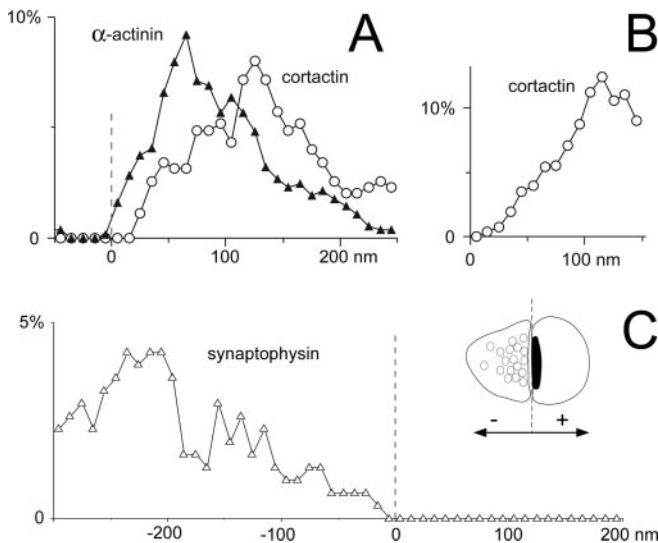 10% A B
α-actinin
cortactin cortactin
10%
0 0
0 100 200 nm 0 100 nm
5% C
synaptophysin
- +
0
-200 -100 0 100 200 nm